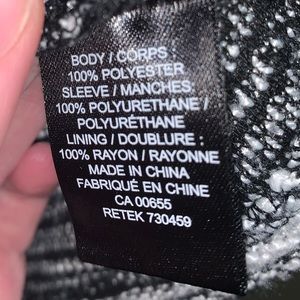 BODY / CORPS :
100% POLYESTER
SLEEVE / MANCHES :
100% POLYURETHANE /
POLYURÉTHANE
LINING / DOUBLURE :
100% RAYON / RAYONNE
MADE IN CHINA
FABRIQUÉ EN CHINE
CA 00655
RETEK 730459